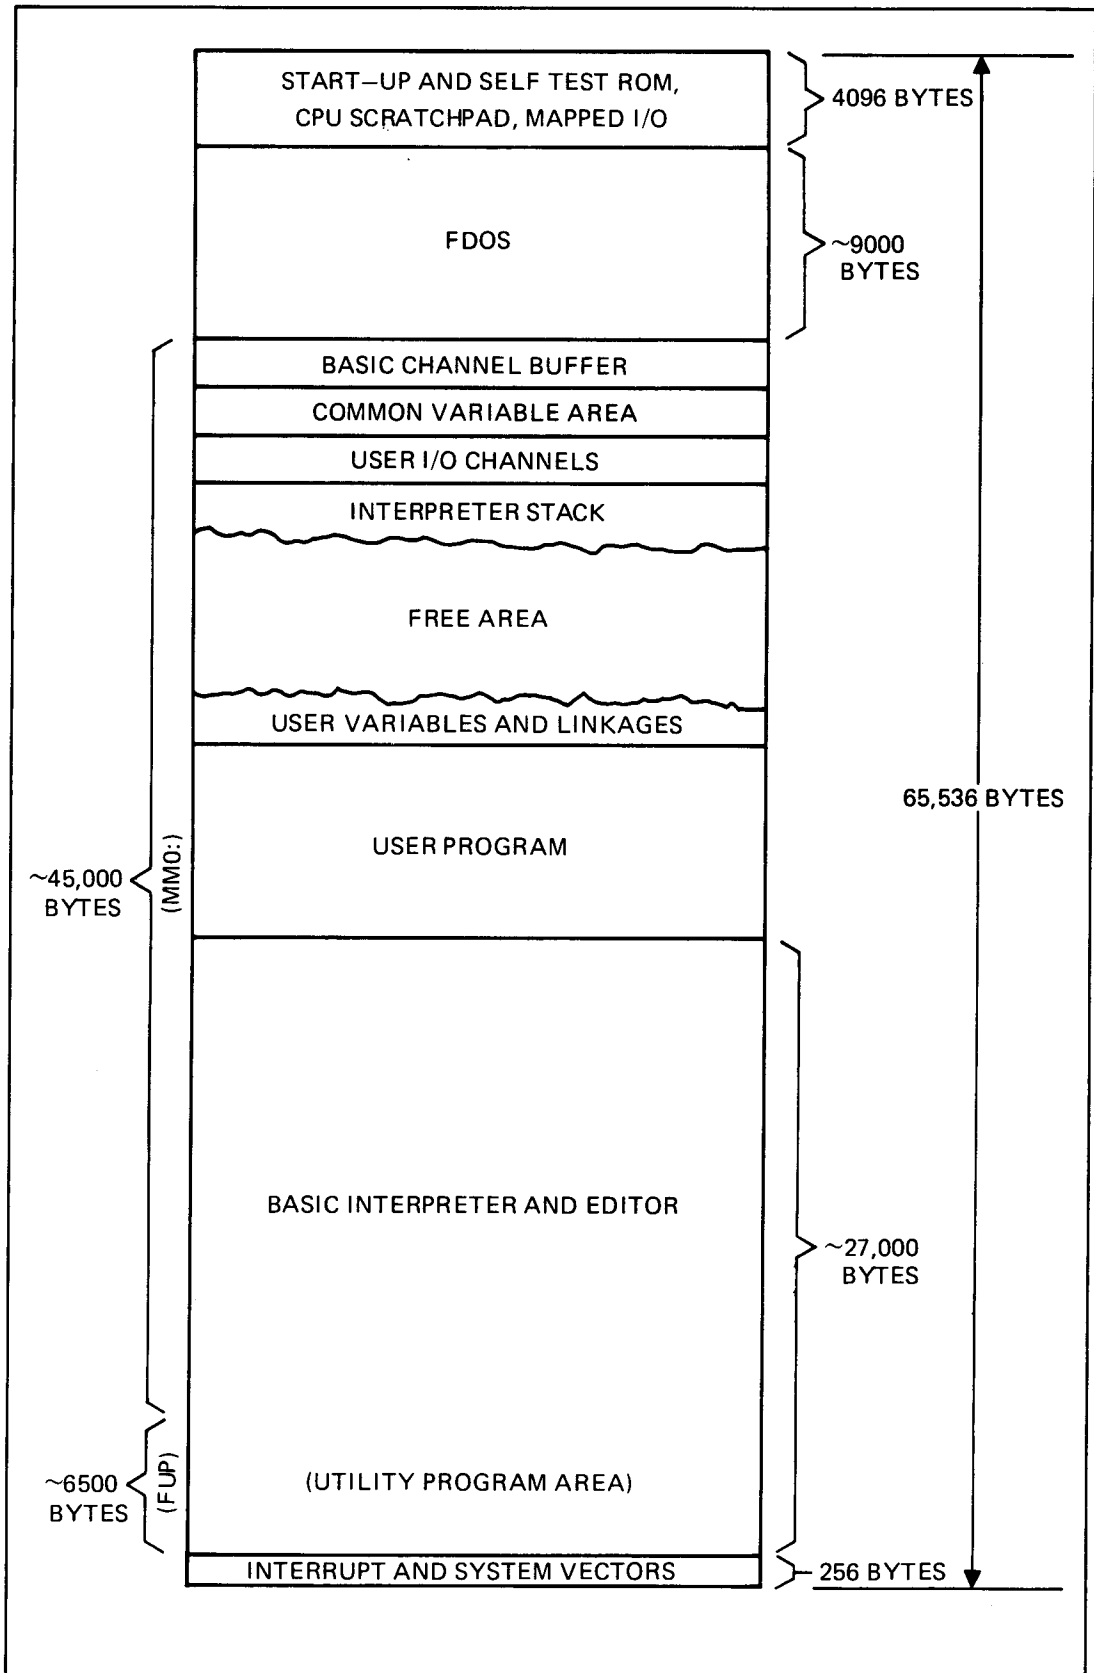 START–UP AND SELF TEST ROM,
CPU SCRATCHPAD, MAPPED I/O
4096 BYTES
FDOS
~9000
BYTES
BASIC CHANNEL BUFFER
COMMON VARIABLE AREA
USER I/O CHANNELS
INTERPRETER STACK
FREE AREA
USER VARIABLES AND LINKAGES
65,536 BYTES
USER PROGRAM
~45,000
BYTES
(MM0:)
BASIC INTERPRETER AND EDITOR
~27,000
BYTES
~6500
BYTES
(FUP)
(UTILITY PROGRAM AREA)
INTERRUPT AND SYSTEM VECTORS
256 BYTES